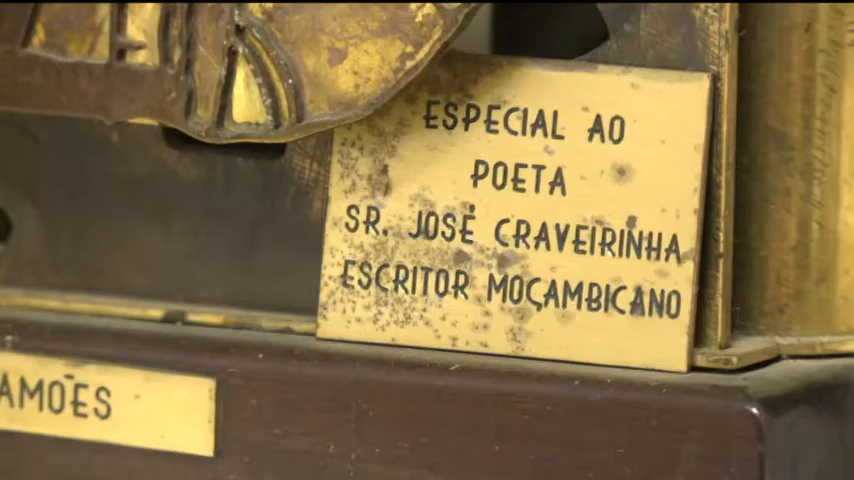 ESPECIAL AO
POETA
SR. JOSÉ CRAVEIRINHA
ESCRITOR MOÇAMBICANO
AMÕES